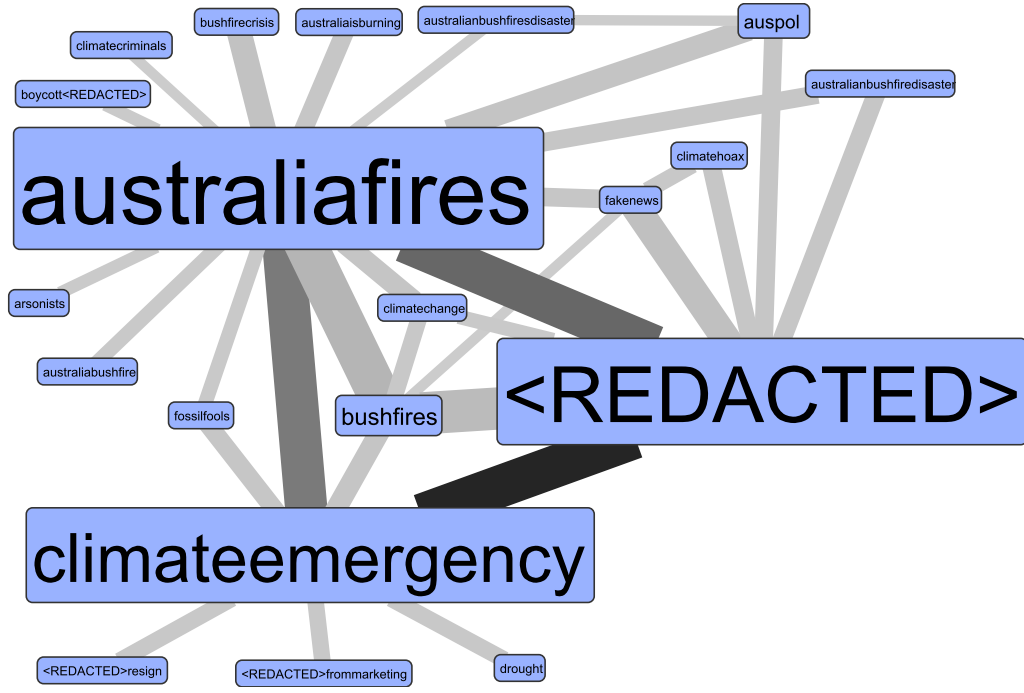 bushfirecrisis
australiaisburning
australianbushfiresdisaster
auspol
climatecriminals
australianbushfiredisaster
boycott<REDACTED>
climatehoax
australiafires
fakenews
arsonists
climatechange
australiabushfire
<REDACTED>
fossilfools
bushfires
climateemergency
<REDACTED>resign
<REDACTED>frommarketing
drought